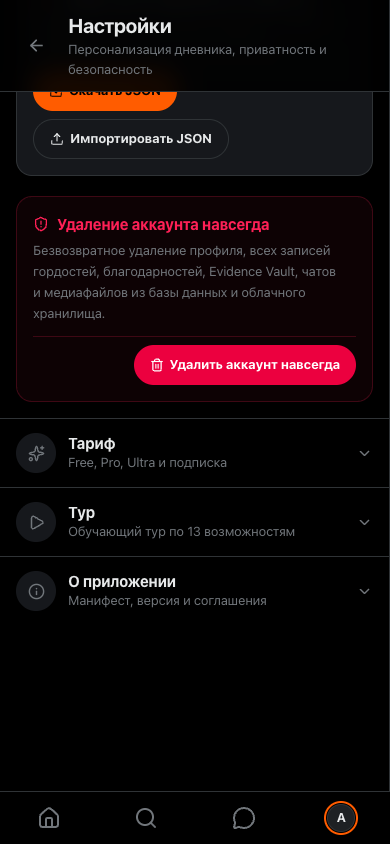 Настройки
Персонализация дневника, приватность и
безопасность
Скачать JSON
Импортировать JSON
Удаление аккаунта навсегда
Безвозвратное удаление профиля, всех записей
гордостей, благодарностей, Evidence Vault, чатов
и медиафайлов из базы данных и облачного
хранилища.
Удалить аккаунт навсегда
Тариф
Free, Pro, Ultra и подписка
Тур
Обучающий тур по 13 возможностям
О приложении
Манифест, версия и соглашения
A